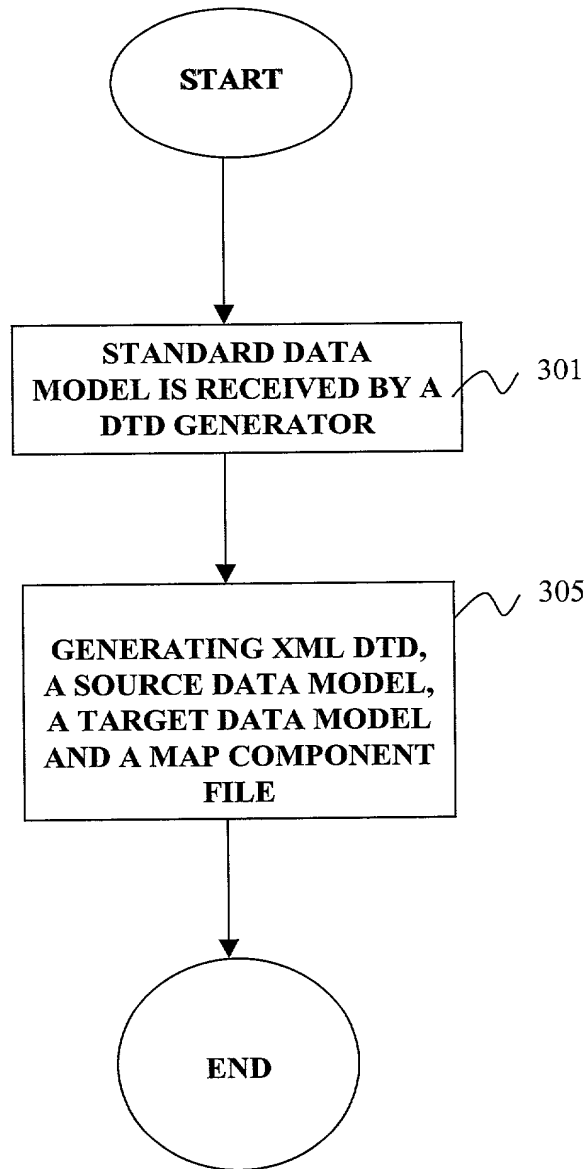 START
STANDARD DATA
MODEL IS RECEIVED BY A
DTD GENERATOR
301
305
GENERATING XML DTD,
A SOURCE DATA MODEL,
A TARGET DATA MODEL
AND A MAP COMPONENT
FILE
END